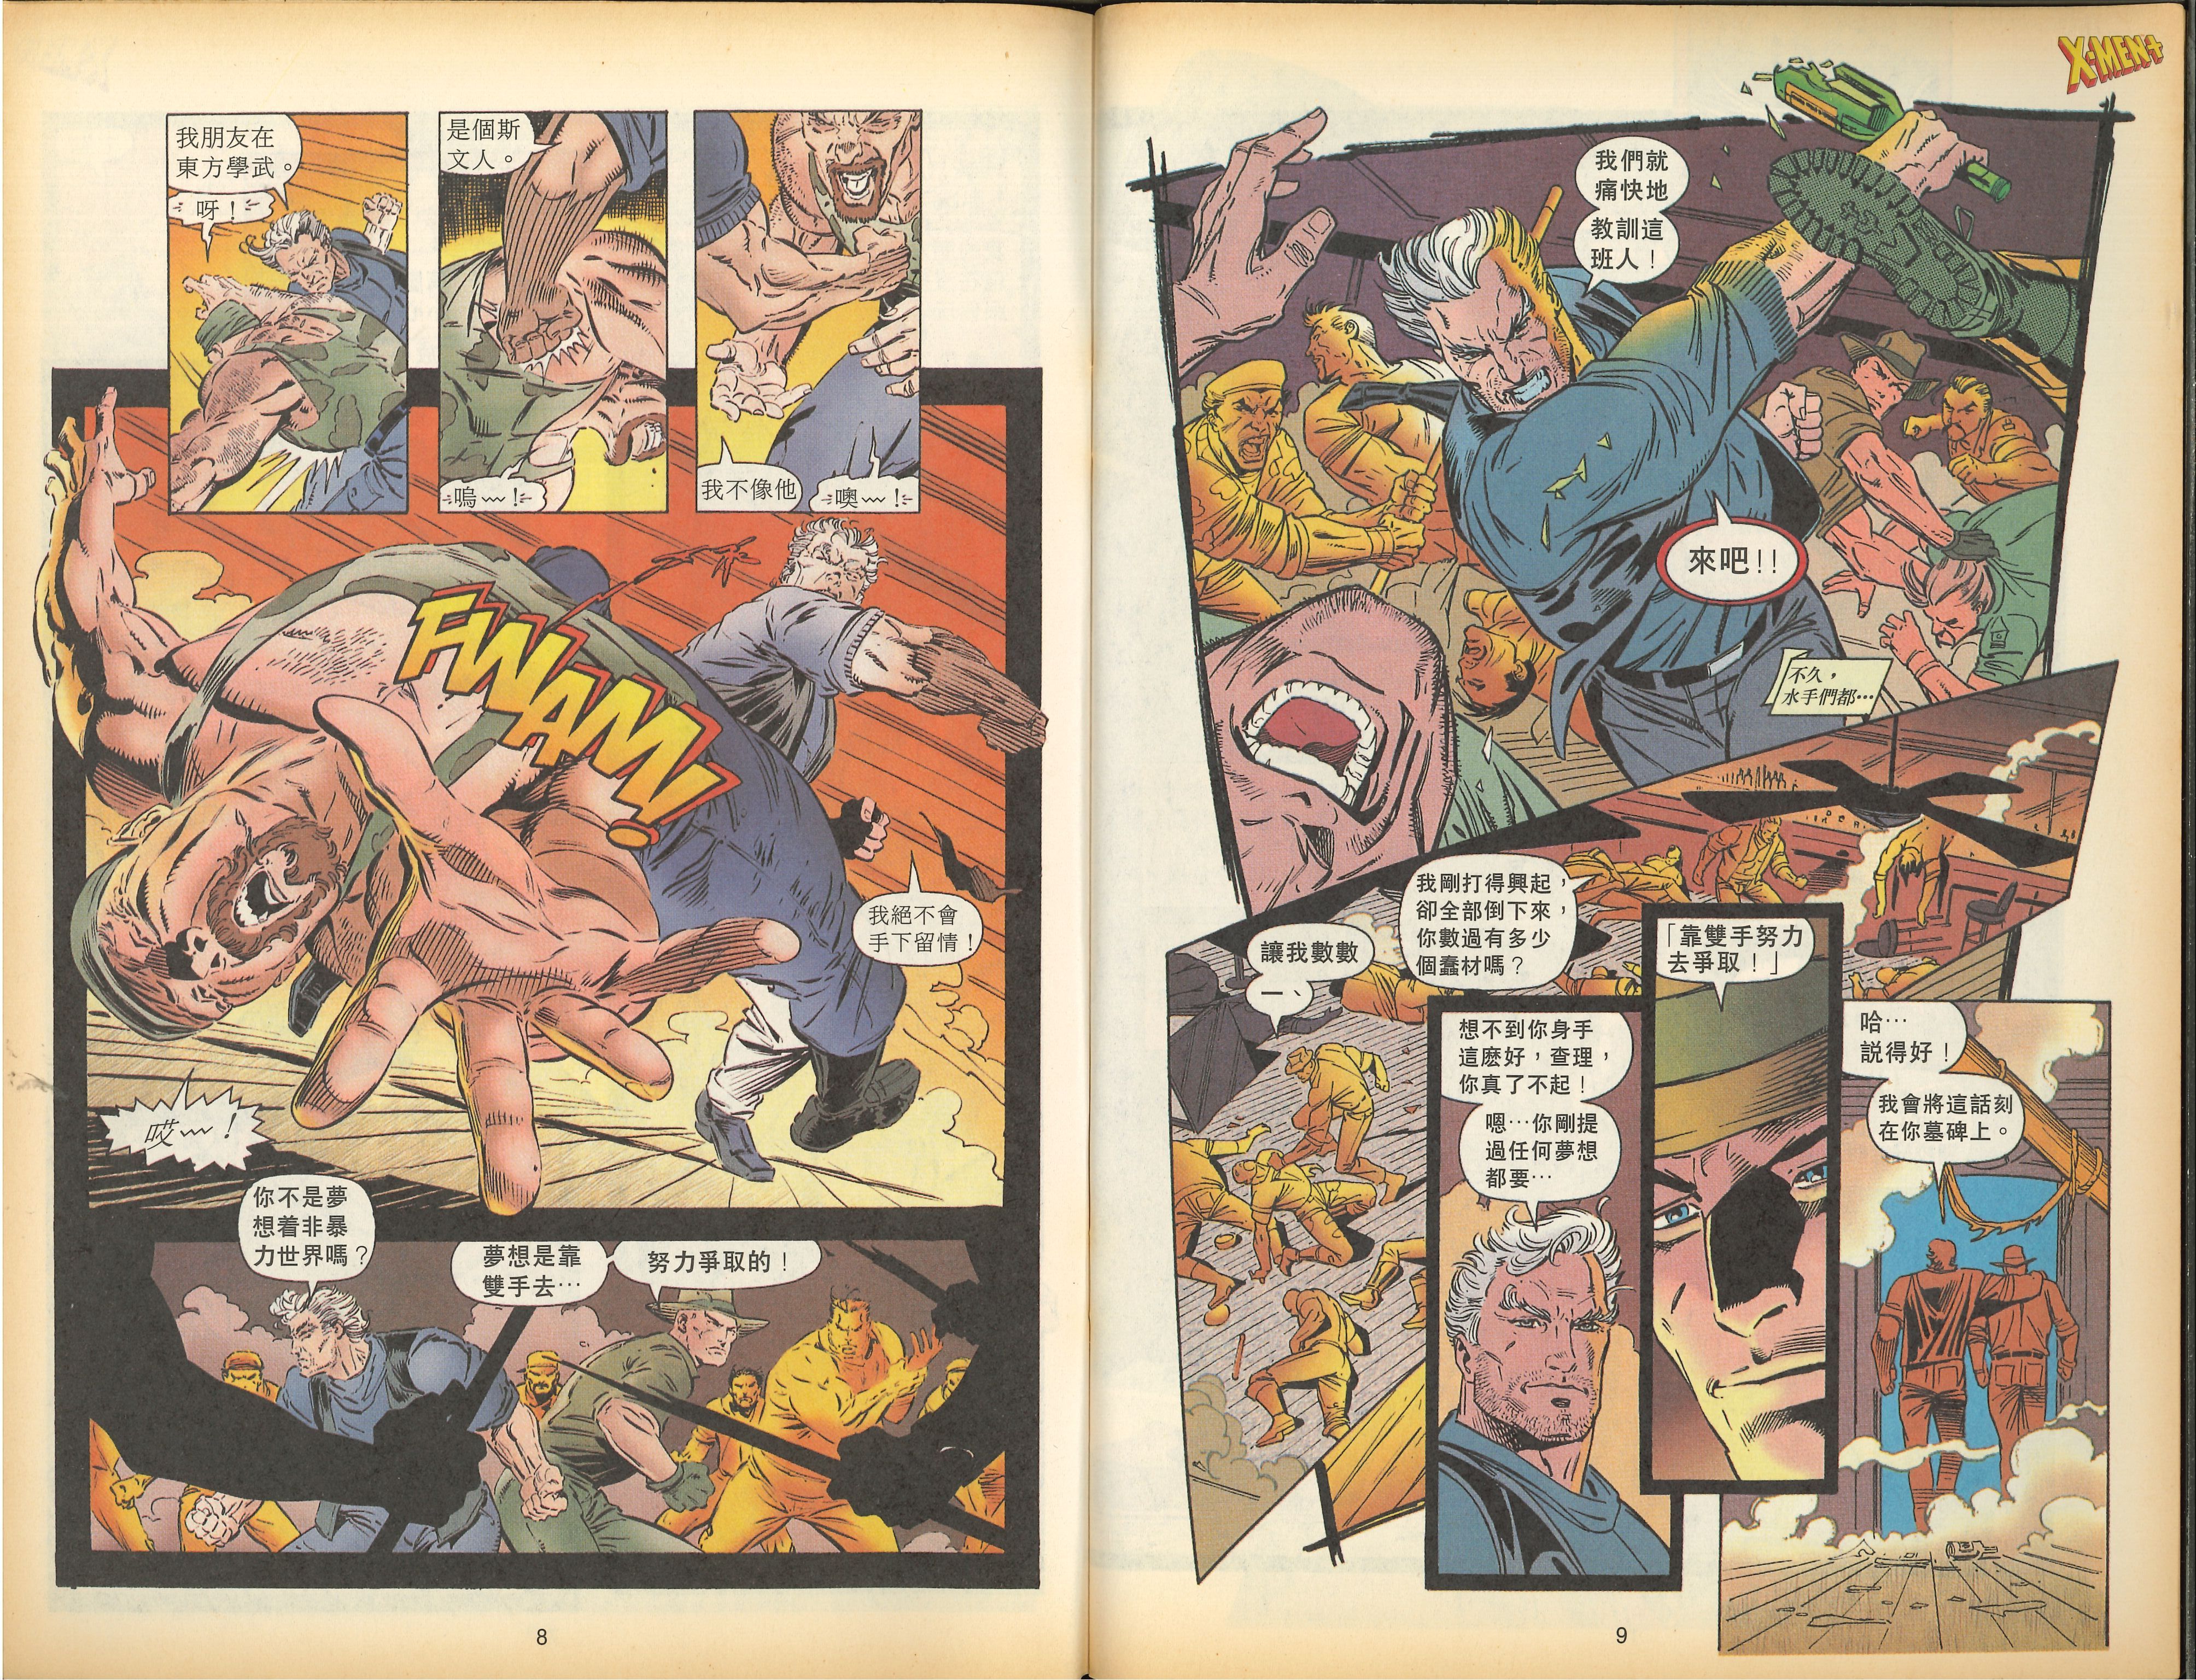 我朋友在
東方學武。
呀！
是個斯
文人。
嗚〰！
我不像他
噢〰！
FWAM!
我絕不會
手下留情！
哎〰！
你不是夢
想着非暴
力世界嗎？
夢想是靠
雙手去…
努力爭取的！
8
X-MEN+
我們就
痛快地
教訓這
班人！
來吧！！
不久，
水手們都…
我剛打得興起，
卻全部倒下來，
你數過有多少
個蠢材嗎？
讓我數數
一、
想不到你身手
這麽好，查理，
你真了不起！
嗯…你剛提
過任何夢想
都要…
「靠雙手努力
去爭取！」
哈…
説得好！
我會將這話刻
在你墓碑上。
9